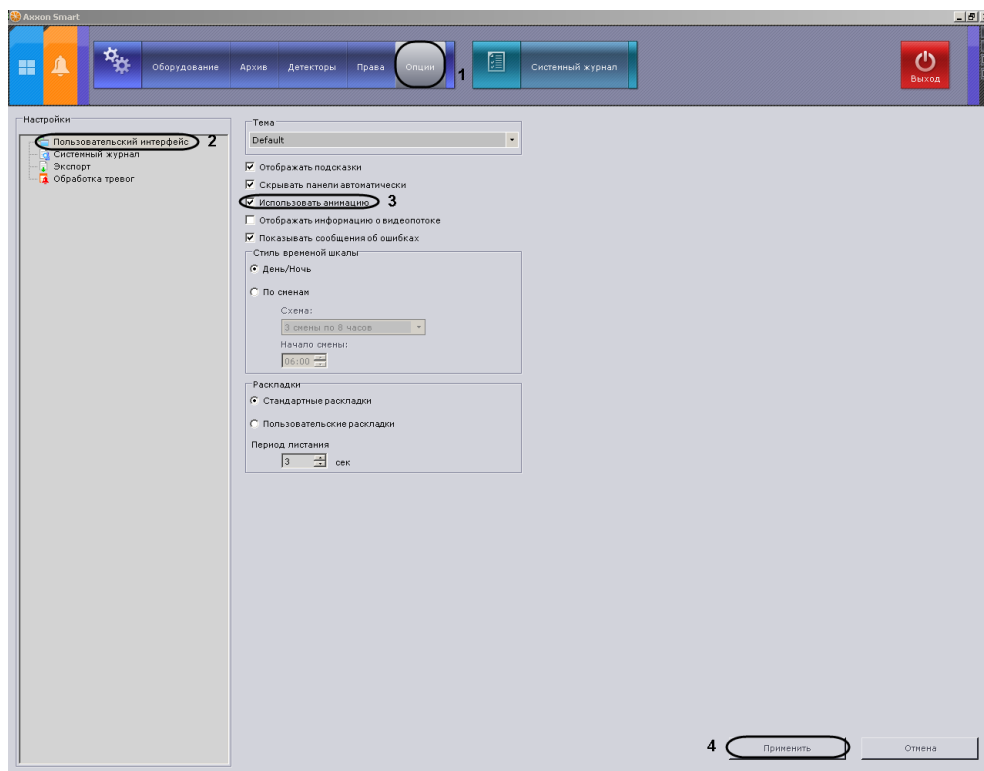 Axxon Smart
Оборудование Архив Детекторы Права Опции 1 Системный журнал Выход
Настройки
Пользовательский интерфейс 2
Системный журнал
Экспорт
Обработка тревог
Тема
Default
Отображать подсказки
Скрывать панели автоматически
Использовать анимацию 3
Отображать информацию о видеопотоке
Показывать сообщения об ошибках
Стиль временой шкалы
День/Ночь
По сменам
Схема:
3 смены по 8 часов
Начало смены:
06:00
Раскладки
Стандартные раскладки
Пользовательские раскладки
Период листания
3 сек
4 Применить Отмена